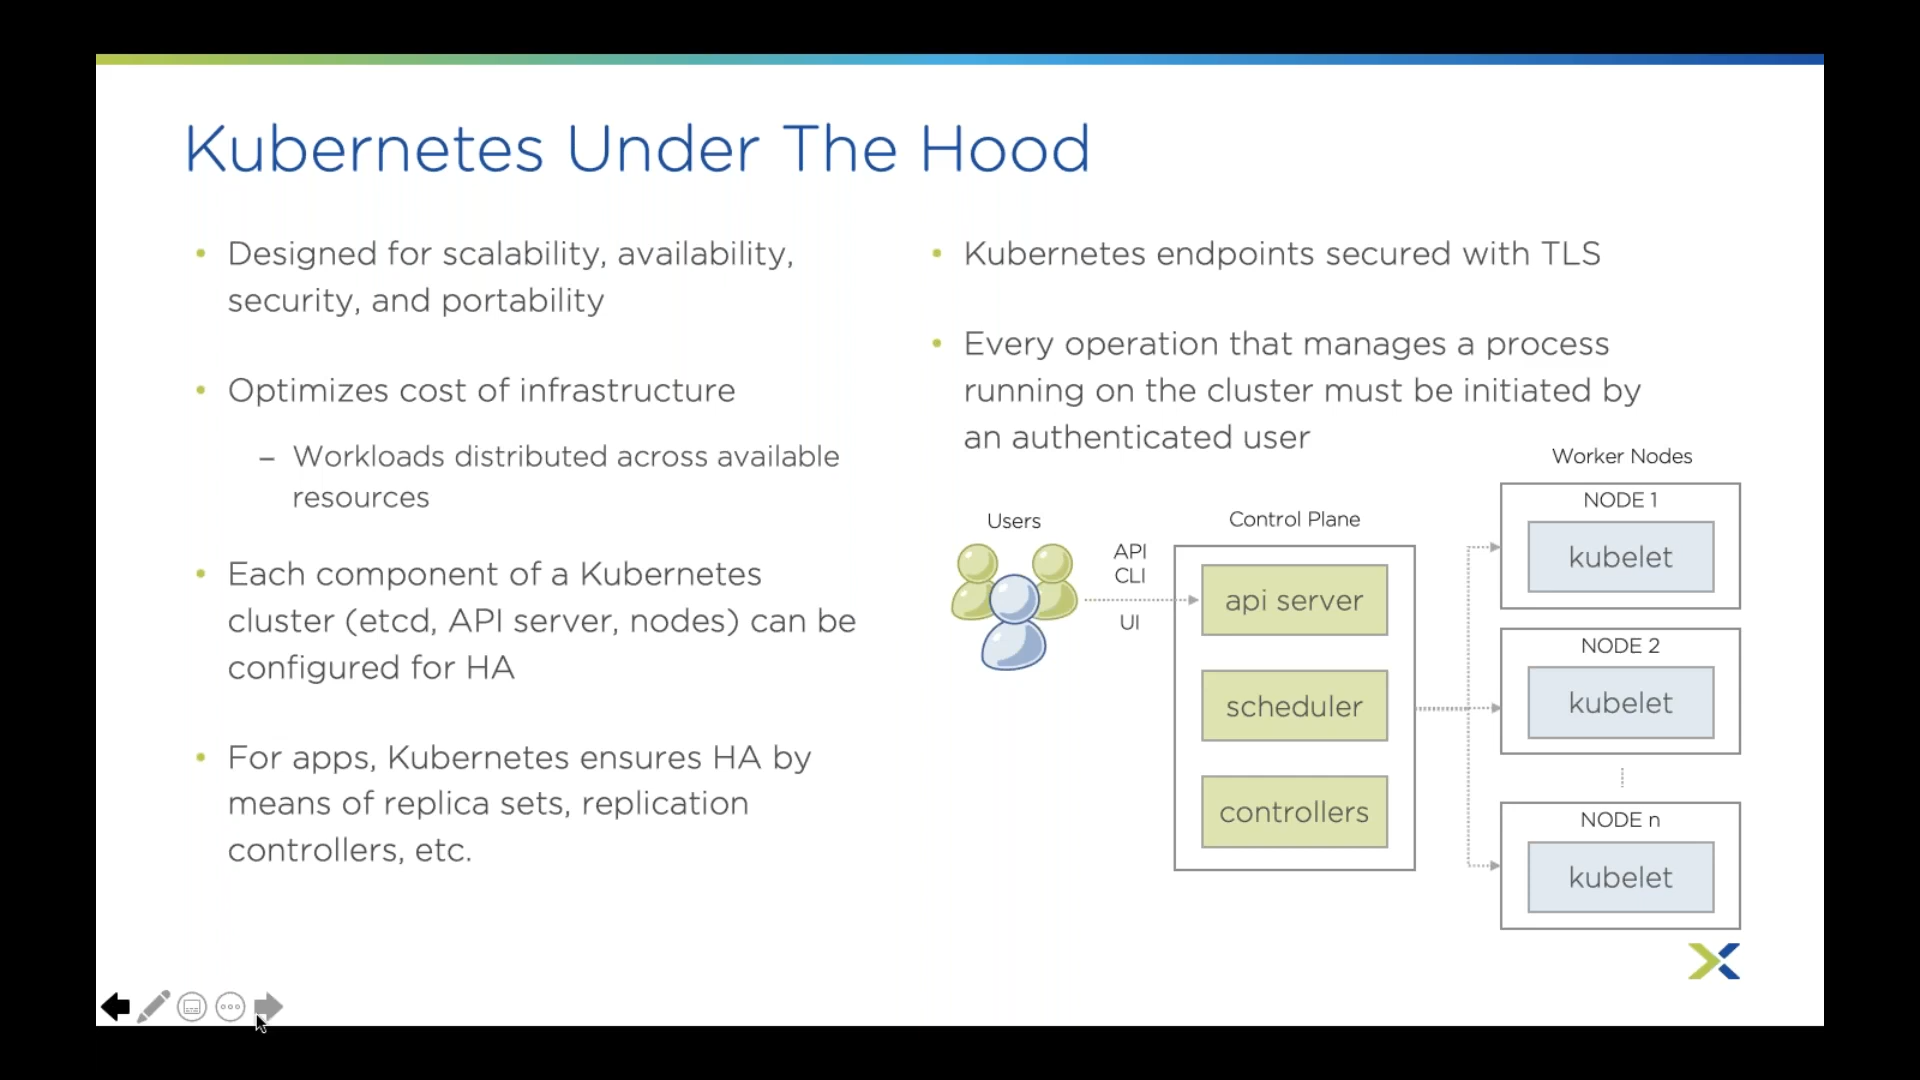 Kubernetes Under The Hood
• Designed for scalability, availability,
security, and portability
• Optimizes cost of infrastructure
– Workloads distributed across available
resources
• Each component of a Kubernetes
cluster (etcd, API server, nodes) can be
configured for HA
• For apps, Kubernetes ensures HA by
means of replica sets, replication
controllers, etc.
• Kubernetes endpoints secured with TLS
• Every operation that manages a process
running on the cluster must be initiated by
an authenticated user
Users
API
CLI
UI
Control Plane
api server
scheduler
controllers
Worker Nodes
NODE 1
kubelet
NODE 2
kubelet
NODE n
kubelet